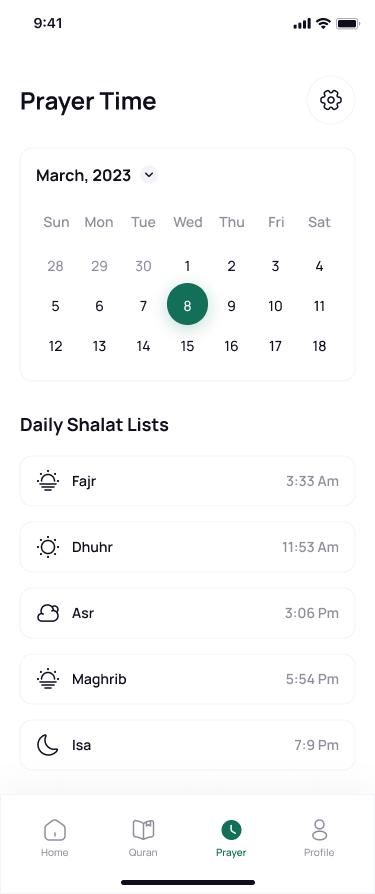 9:41
Prayer Time
March, 2023
Sun Mon Tue Wed Thu Fri Sat
28 29 30 1 2 3 4
5 6 7 8 9 10 11
12 13 14 15 16 17 18
Daily Shalat Lists
Fajr 3:33 Am
Dhuhr 11:53 Am
Asr 3:06 Pm
Maghrib 5:54 Pm
Isa 7:9 Pm
Home Quran Prayer Profile